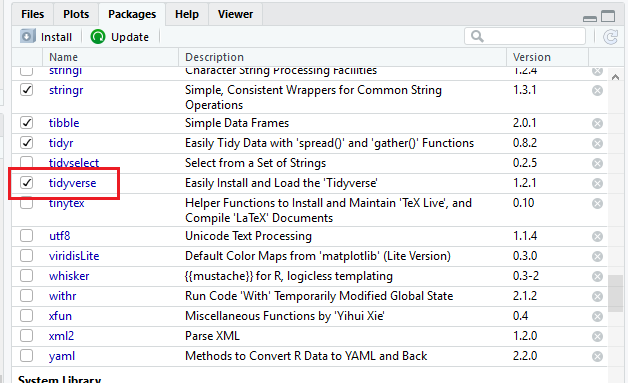 Files Plots Packages Help Viewer
Install Update
Name Description Version
stringi Character String Processing Facilities 1.2.4
stringr Simple, Consistent Wrappers for Common String 1.3.1
Operations
tibble Simple Data Frames 2.0.1
tidyr Easily Tidy Data with 'spread()' and 'gather()' Functions 0.8.2
tidyselect Select from a Set of Strings 0.2.5
tidyverse Easily Install and Load the 'Tidyverse' 1.2.1
tinytex Helper Functions to Install and Maintain 'TeX Live', and 0.10
Compile 'LaTeX' Documents
utf8 Unicode Text Processing 1.1.4
viridisLite Default Color Maps from 'matplotlib' (Lite Version) 0.3.0
whisker {{mustache}} for R, logicless templating 0.3-2
withr Run Code 'With' Temporarily Modified Global State 2.1.2
xfun Miscellaneous Functions by 'Yihui Xie' 0.4
xml2 Parse XML 1.2.0
yaml Methods to Convert R Data to YAML and Back 2.2.0
System Library